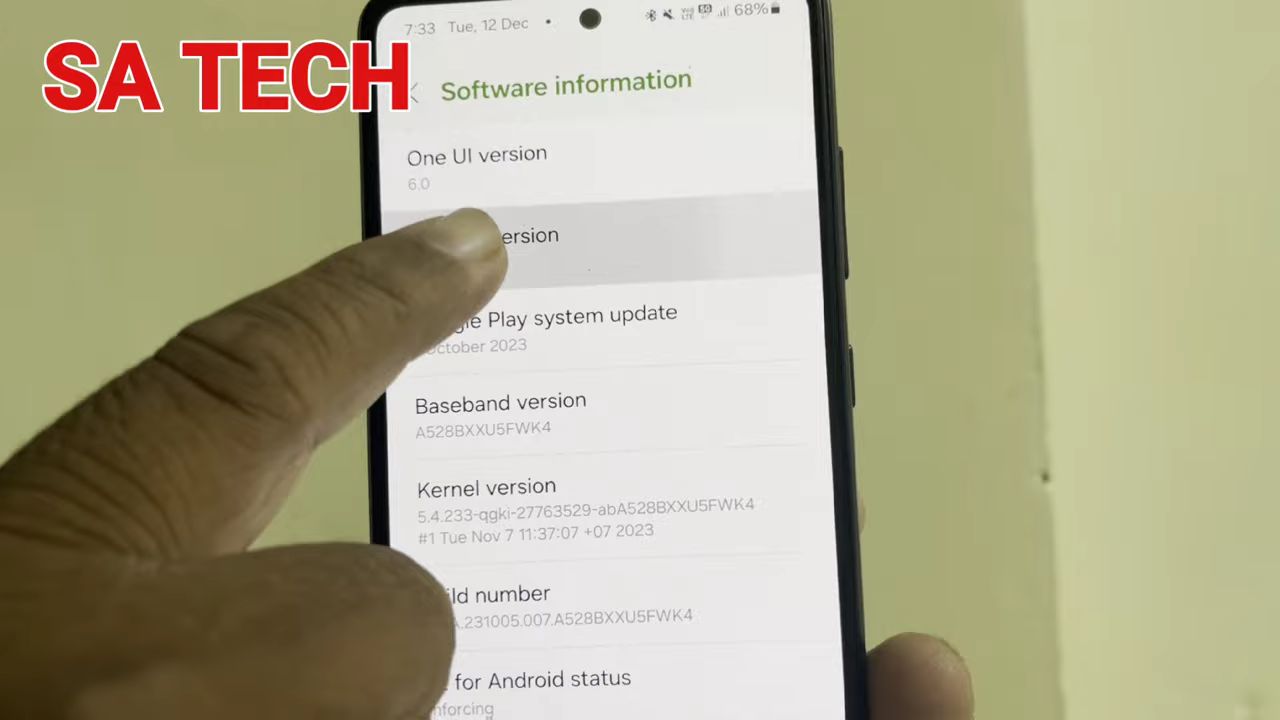 7:33 Tue, 12 Dec • 68%
SA TECH
Software information
One UI version
6.0
ersion
gle Play system update
October 2023
Baseband version
A528BXXU5FWK4
Kernel version
5.4.233-qgki-27763529-abA528BXXU5FWK4
#1 Tue Nov 7 11:37:07 +07 2023
ild number
.231005.007.A528BXXU5FWK4
for Android status
nforcing